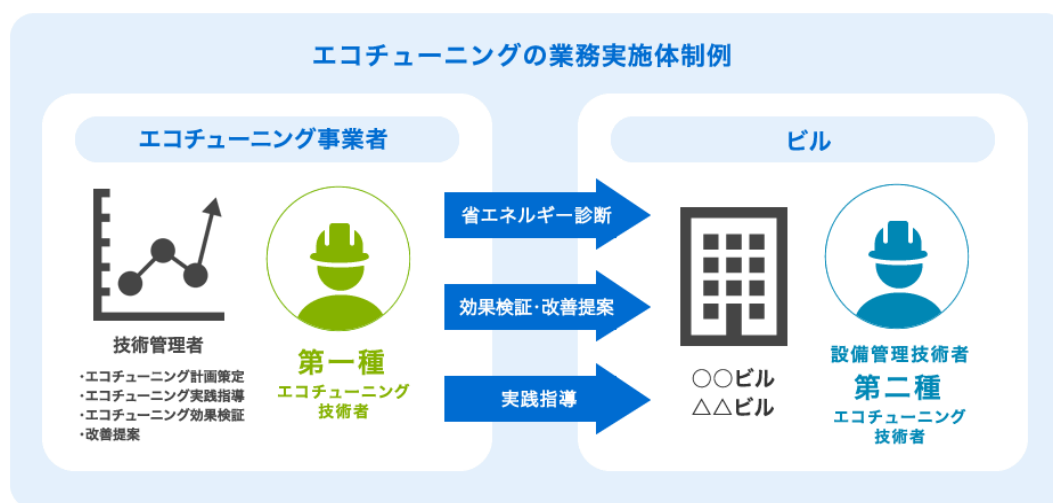 エコチューニングの業務実施体制例
エコチューニング事業者
技術管理者
・エコチューニング計画策定
・エコチューニング実践指導
・エコチューニング効果検証
・改善提案
第一種
エコチューニング
技術者
省エネルギー診断
効果検証・改善提案
実践指導
ビル
○○ビル
△△ビル
設備管理技術者
第二種
エコチューニング
技術者